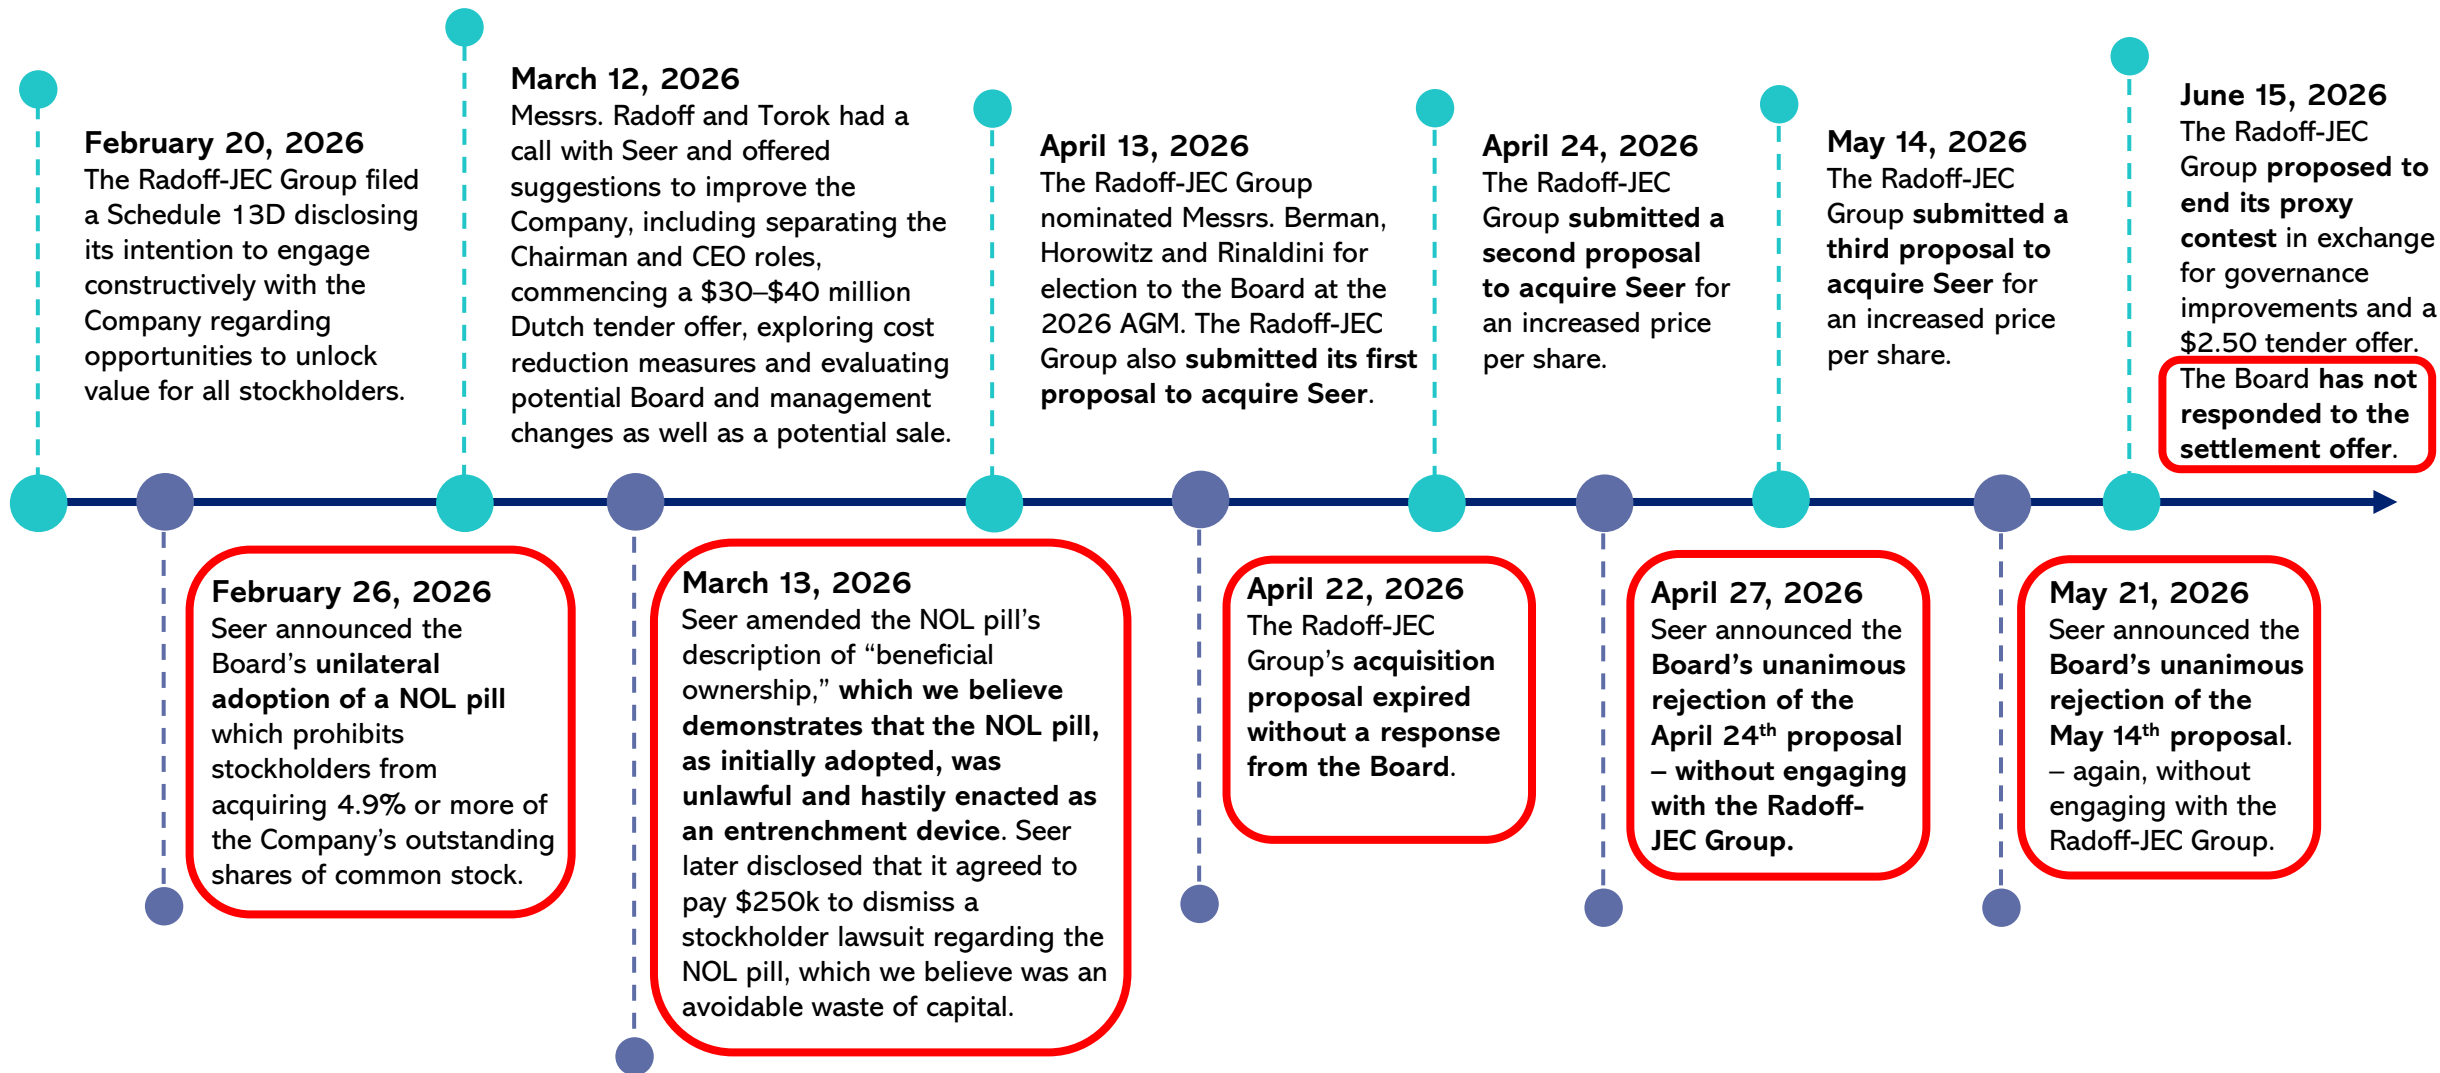 February 20, 2026
The Radoff-JEC Group filed
a Schedule 13D disclosing
its intention to engage
constructively with the
Company regarding
opportunities to unlock
value for all stockholders.
February 26, 2026
Seer announced the
Board’s unilateral
adoption of a NOL pill
which prohibits
stockholders from
acquiring 4.9% or more of
the Company’s outstanding
shares of common stock.
March 12, 2026
Messrs. Radoff and Torok had a
call with Seer and offered
suggestions to improve the
Company, including separating the
Chairman and CEO roles,
commencing a $30–$40 million
Dutch tender offer, exploring cost
reduction measures and evaluating
potential Board and management
changes as well as a potential sale.
March 13, 2026
Seer amended the NOL pill’s
description of “beneficial
ownership,” which we believe
demonstrates that the NOL pill,
as initially adopted, was
unlawful and hastily enacted as
an entrenchment device. Seer
later disclosed that it agreed to
pay $250k to dismiss a
stockholder lawsuit regarding the
NOL pill, which we believe was an
avoidable waste of capital.
April 13, 2026
The Radoff-JEC Group
nominated Messrs. Berman,
Horowitz and Rinaldini for
election to the Board at the
2026 AGM. The Radoff-JEC
Group also submitted its first
proposal to acquire Seer.
April 22, 2026
The Radoff-JEC
Group’s acquisition
proposal expired
without a response
from the Board.
April 24, 2026
The Radoff-JEC
Group submitted a
second proposal
to acquire Seer for
an increased price
per share.
April 27, 2026
Seer announced the
Board’s unanimous
rejection of the
April 24th proposal
– without engaging
with the Radoff-
JEC Group.
May 14, 2026
The Radoff-JEC
Group submitted a
third proposal to
acquire Seer for
an increased price
per share.
May 21, 2026
Seer announced the
Board’s unanimous
rejection of the
May 14th proposal.
– again, without
engaging with the
Radoff-JEC Group.
June 15, 2026
The Radoff-JEC
Group proposed to
end its proxy
contest in exchange
for governance
improvements and a
$2.50 tender offer.
The Board has not
responded to the
settlement offer.